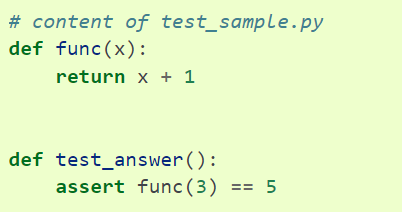 # content of test_sample.py
def func(x):
    return x + 1
def test_answer():
    assert func(3) == 5